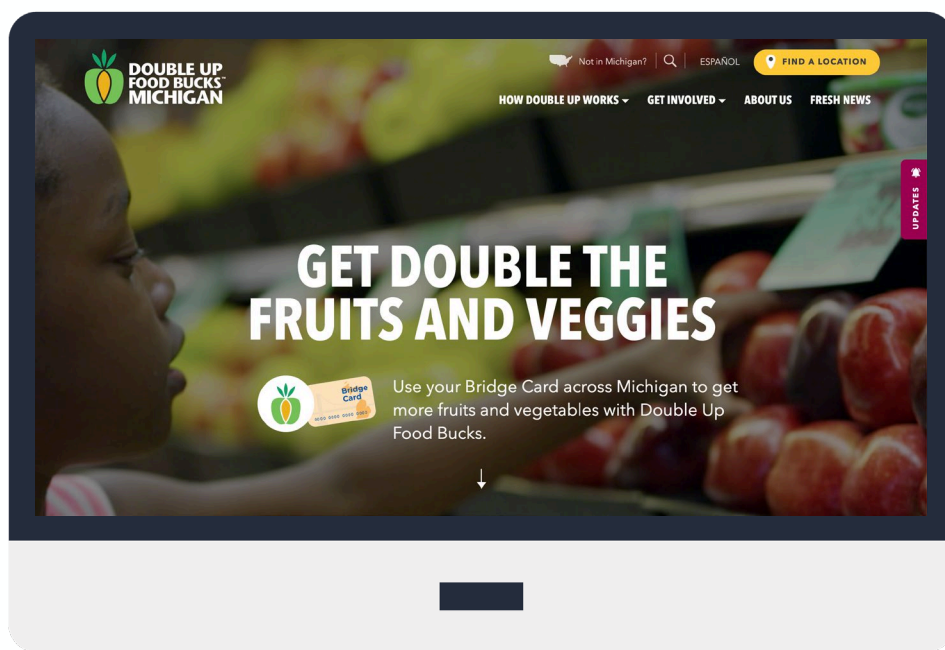 DOUBLE UP
FOOD BUCKS™
MICHIGAN
Not in Michigan?
ESPAÑOL
FIND A LOCATION
HOW DOUBLE UP WORKS
GET INVOLVED
ABOUT US
FRESH NEWS
UPDATES
GET DOUBLE THE
FRUITS AND VEGGIES
Bridge
Card
Use your Bridge Card across Michigan to get
more fruits and vegetables with Double Up
Food Bucks.